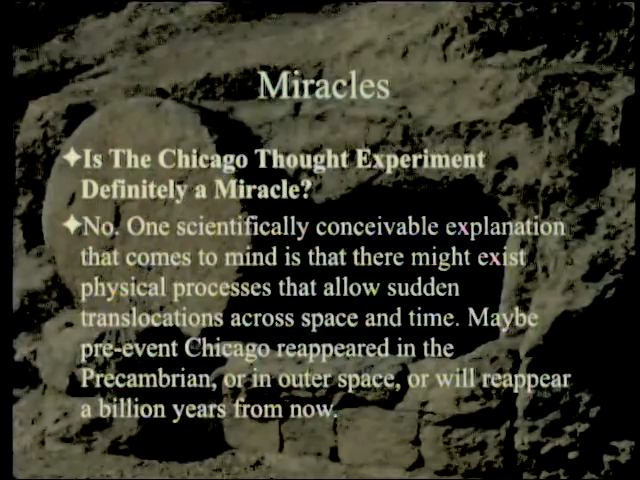 Miracles
✦Is The Chicago Thought Experiment
Definitely a Miracle?
✦No. One scientifically conceivable explanation
that comes to mind is that there might exist
physical processes that allow sudden
translocations across space and time. Maybe
pre-event Chicago reappeared in the
Precambrian, or in outer space, or will reappear
a billion years from now.